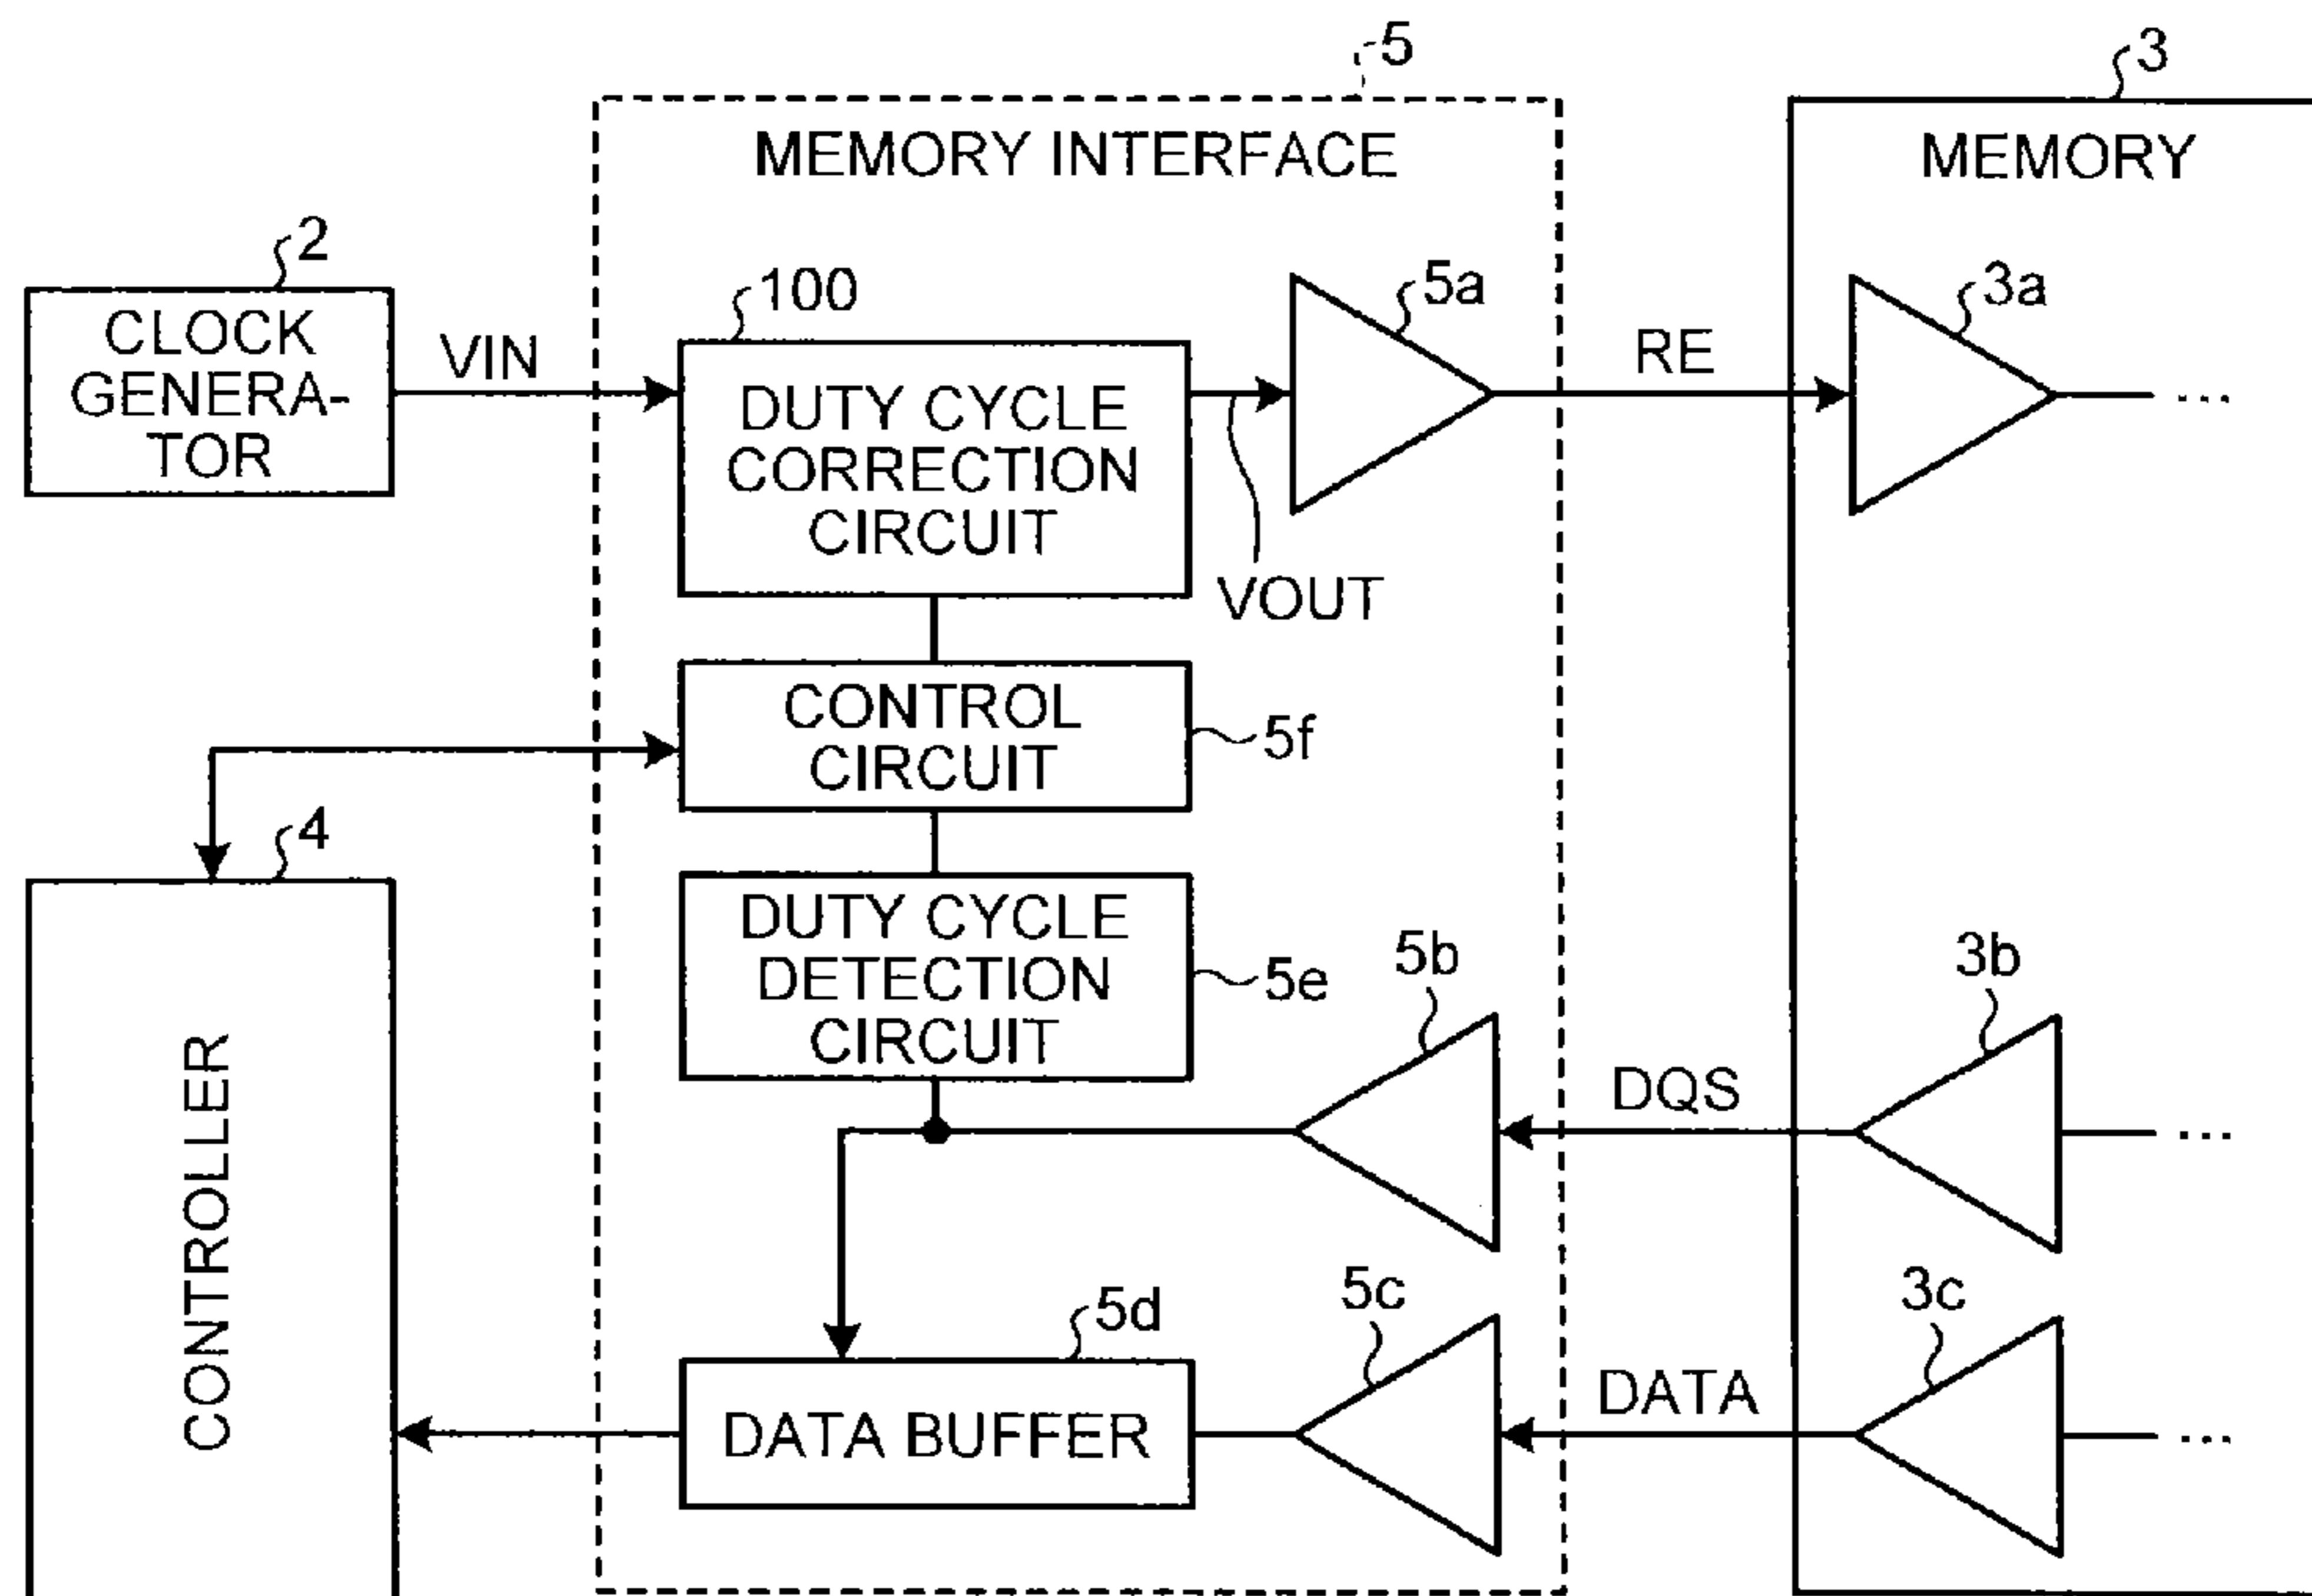 5
3
MEMORY INTERFACE
MEMORY
2
CLOCK
GENERA-
TOR
VIN
100
DUTY CYCLE
CORRECTION
CIRCUIT
5a
VOUT
RE
3a
...
CONTROL
CIRCUIT
5f
4
CONTROLLER
DUTY CYCLE
DETECTION
CIRCUIT
5e
5b
DQS
3b
...
5d
DATA BUFFER
5c
DATA
3c
...